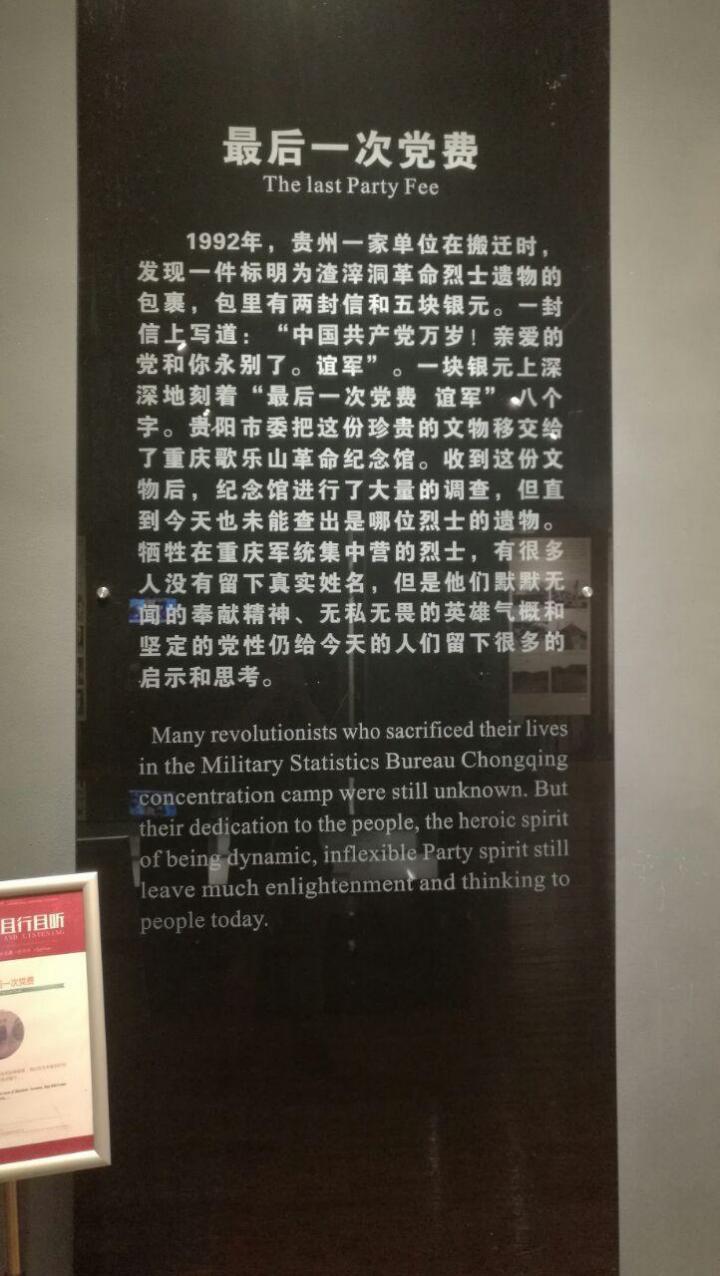 最后一次党费
The last Party Fee
1992年，贵州一家单位在搬迁时，
发现一件标明为渣滓洞革命烈士遗物的
包裹，包里有两封信和五块银元。一封
信上写道：“中国共产党万岁！亲爱的
党和你永别了。谊军”。一块银元上深
深地刻着“最后一次党费 谊军”八个
字。贵阳市委把这份珍贵的文物移交给
了重庆歌乐山革命纪念馆。收到这份文
物后，纪念馆进行了大量的调查，但直
到今天也未能查出是哪位烈士的遗物。
牺牲在重庆军统集中营的烈士，有很多
人没有留下真实姓名，但是他们默默无
闻的奉献精神、无私无畏的英雄气概和
坚定的党性仍给今天的人们留下很多的
启示和思考。
Many revolutionists who sacrificed their lives
in the Military Statistics Bureau Chongqing
concentration camp were still unknown. But
their dedication to the people, the heroic spirit
of being dynamic, inflexible Party spirit still
leave much enlightenment and thinking to
people today.
且行且听
AND LISTENING
一次党费